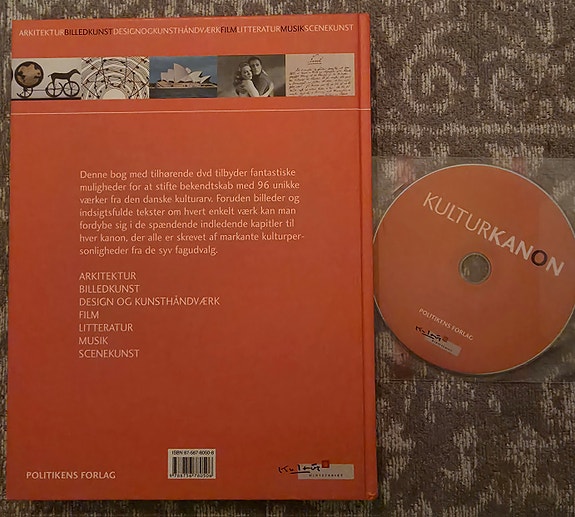 ARKITEKTURBILLEDKUNSTDESIGNOGKUNSTHÅNDVÆRKFILMLITTERATURMUSIKSCENEKUNST
Denne bog med tilhørende dvd tilbyder fantastiske
muligheder for at stifte bekendtskab med 96 unikke
værker fra den danske kulturarv. Foruden billeder og
indsigtsfulde tekster om hvert enkelt værk kan man
fordybe sig i de spændende indledende kapitler til
hver kanon, der alle er skrevet af markante kulturper-
sonligheder fra de syv fagudvalg.
ARKITEKTUR
BILLEDKUNST
DESIGN OG KUNSTHÅNDVÆRK
FILM
LITTERATUR
MUSIK
SCENEKUNST
POLITIKENS FORLAG
KULTURKANON
POLITIKENS FORLAG